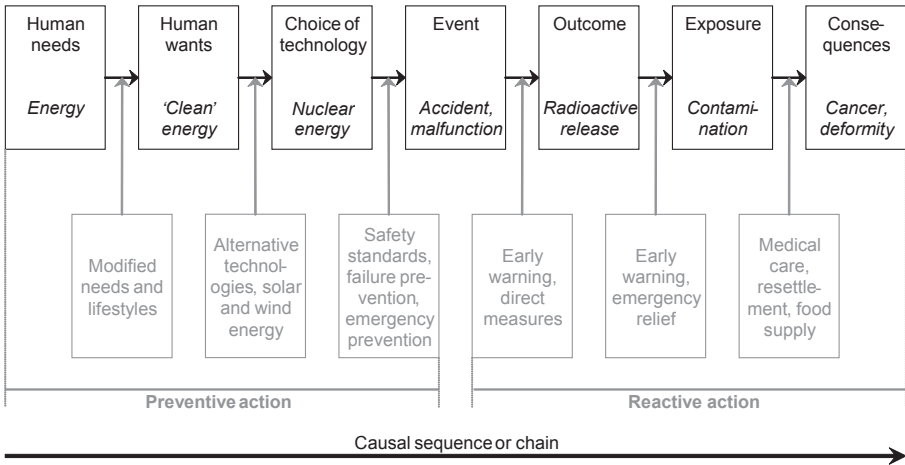 Human
needs
Energy
Human
wants
‘Clean’
energy
Choice of
technology
Nuclear
energy
Event
Accident,
malfunction
Outcome
Radioactive
release
Exposure
Contami-
nation
Conse-
quences
Cancer,
deformity
Modified
needs and
lifestyles
Alternative
technol-
ogies, solar
and wind
energy
Safety
standards,
failure pre-
vention,
emergency
prevention
Early
warning,
direct
measures
Early
warning,
emergency
relief
Medical
care,
resettle-
ment, food
supply
Preventive action
Reactive action
Causal sequence or chain